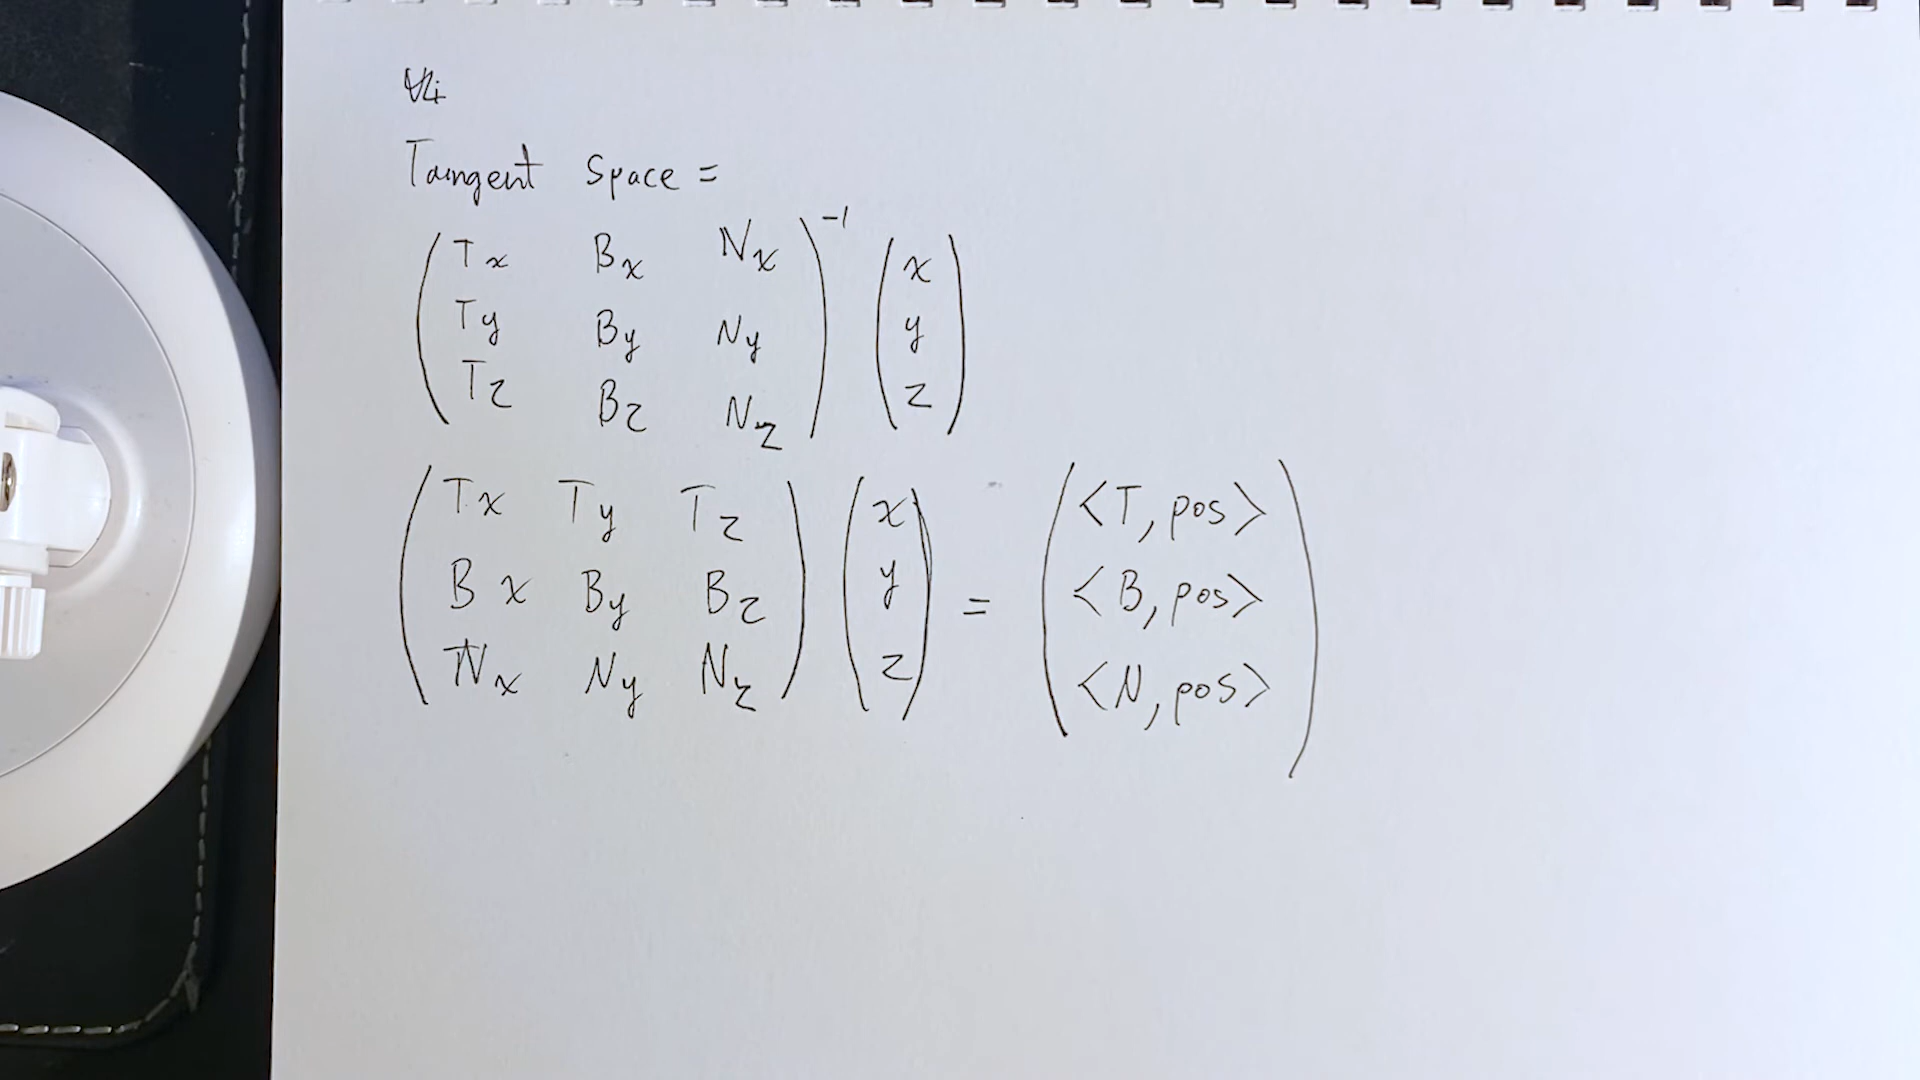 Tangent Space =
( Tx Bx Nx )-1 ( x )
( Ty By Ny ) ( y )
( Tz Bz Nz ) ( z )
( Tx Ty Tz ) ( x ) ( <T, pos> )
( Bx By Bz ) ( y ) = ( <B, pos> )
( Nx Ny Nz ) ( z ) ( <N, pos> )